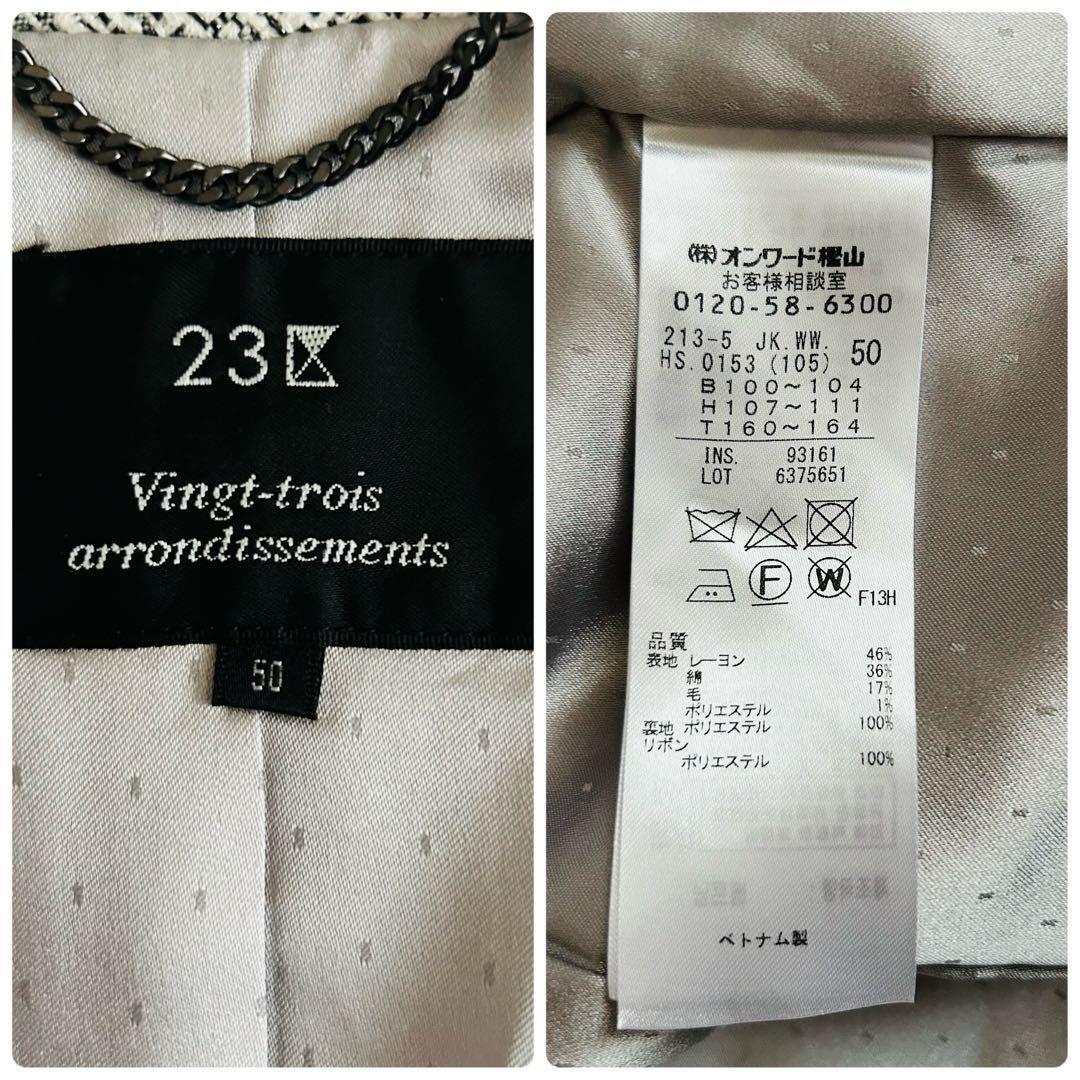 23区
Vingt-trois
arrondissements
50
(株)オンワード樫山
お客様相談室
0120-58-6300
213-5 JK.WW. 50
HS.0153 (105)
B100~104
H107~111
T160~164
INS. 93161
LOT 6375651
F
W
F13H
品質
表地 レーヨン 46%
綿 36%
毛 17%
ポリエステル 1%
裏地 ポリエステル 100%
リボン
ポリエステル 100%
ベトナム製